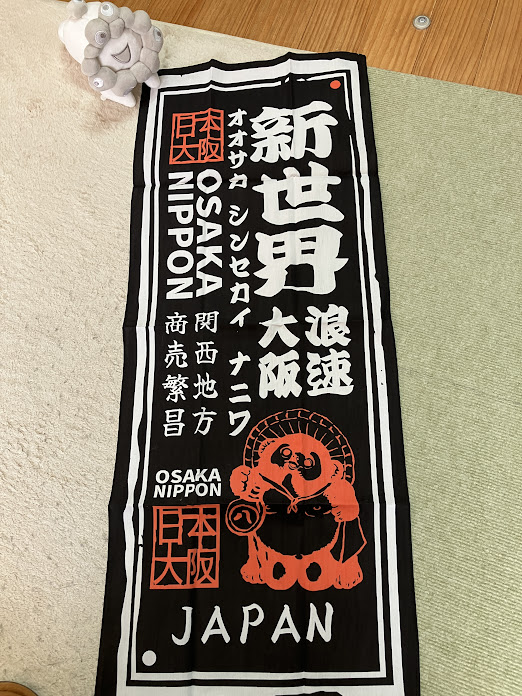 新世界
浪速
大阪
オオサカ シンセカイ ナニワ
日本
大阪
OSAKA
NIPPON
関西地方
商売繁昌
OSAKA
NIPPON
日本
大阪
八
JAPAN